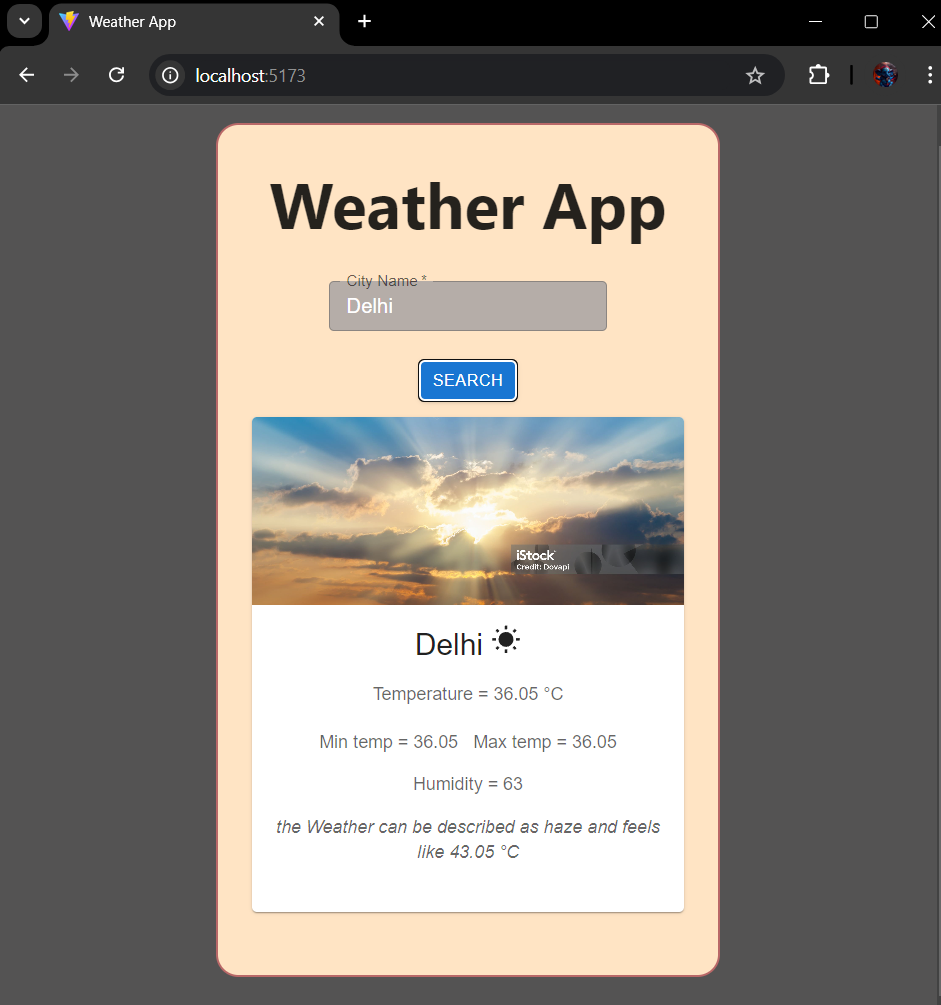 Weather App
localhost:5173
Weather App
City Name *
Delhi
SEARCH
iStock
Credit: Dovapi
Delhi
Temperature = 36.05 °C
Min temp = 36.05 Max temp = 36.05
Humidity = 63
the Weather can be described as haze and feels
like 43.05 °C